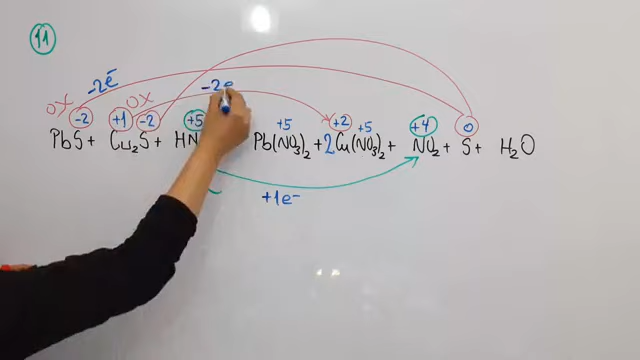 11
-2e⁻ -2e
ox -2 +1 ox -2 +5 +5 +2 +5 +4 0
PbS + Cu₂S + HN Pb(NO₃)₂ + 2Cu(NO₃)₂ + NO₂ + S + H₂O
+1e⁻